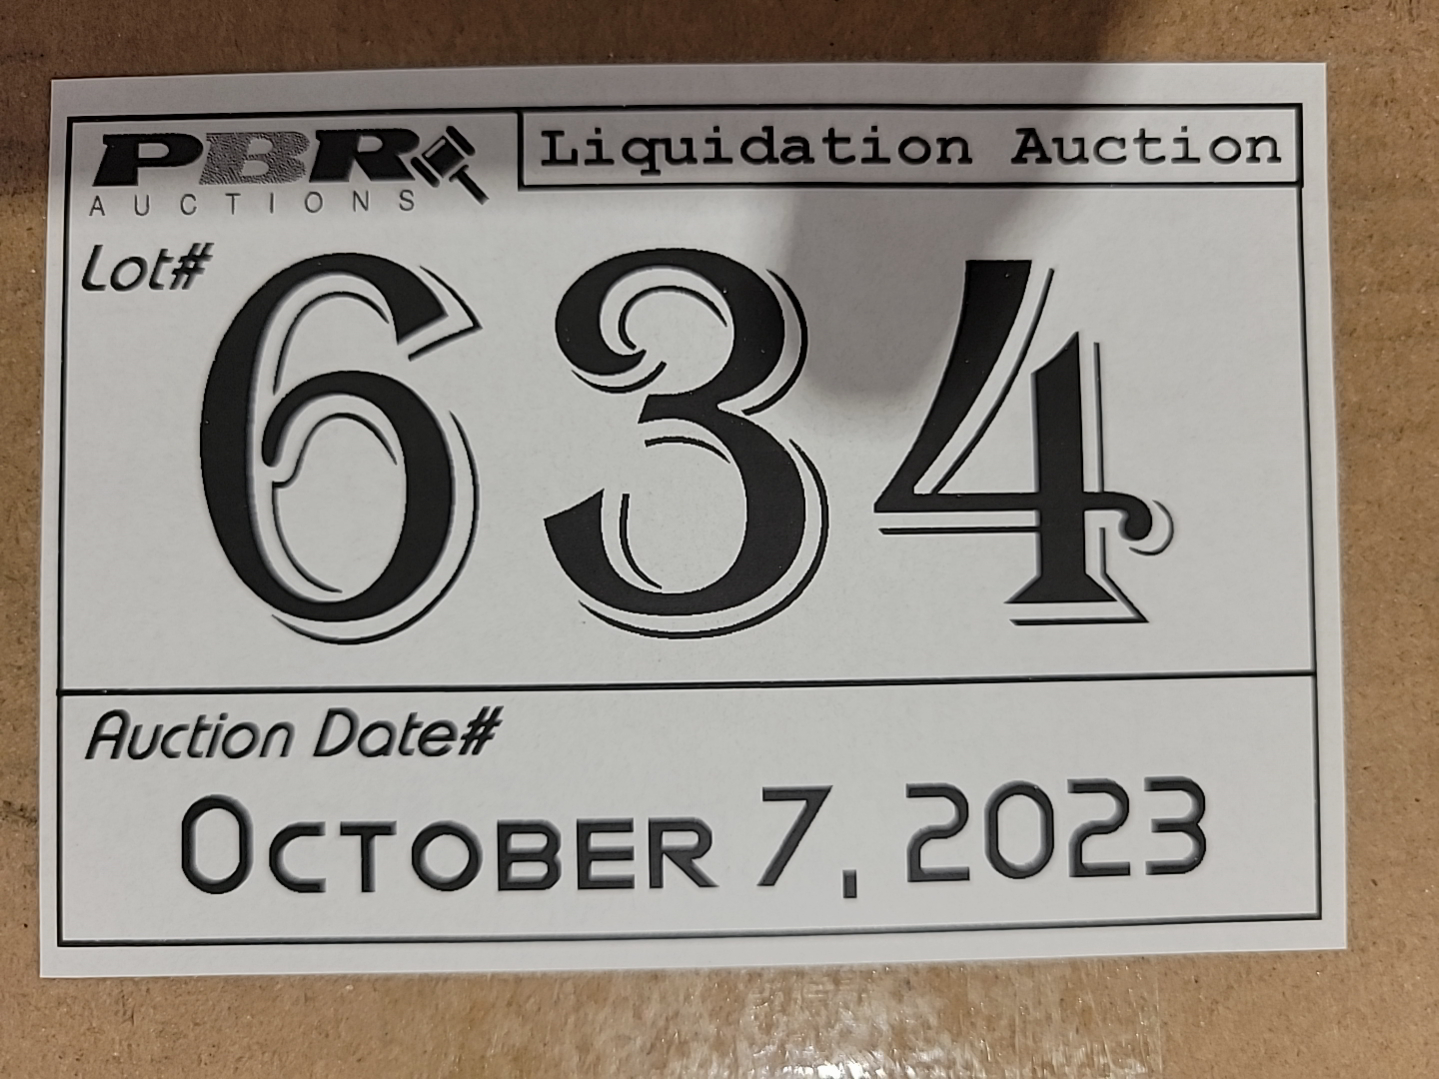 PBR
AUCTIONS
Liquidation Auction
Lot#
634
Auction Date#
OCTOBER 7, 2023